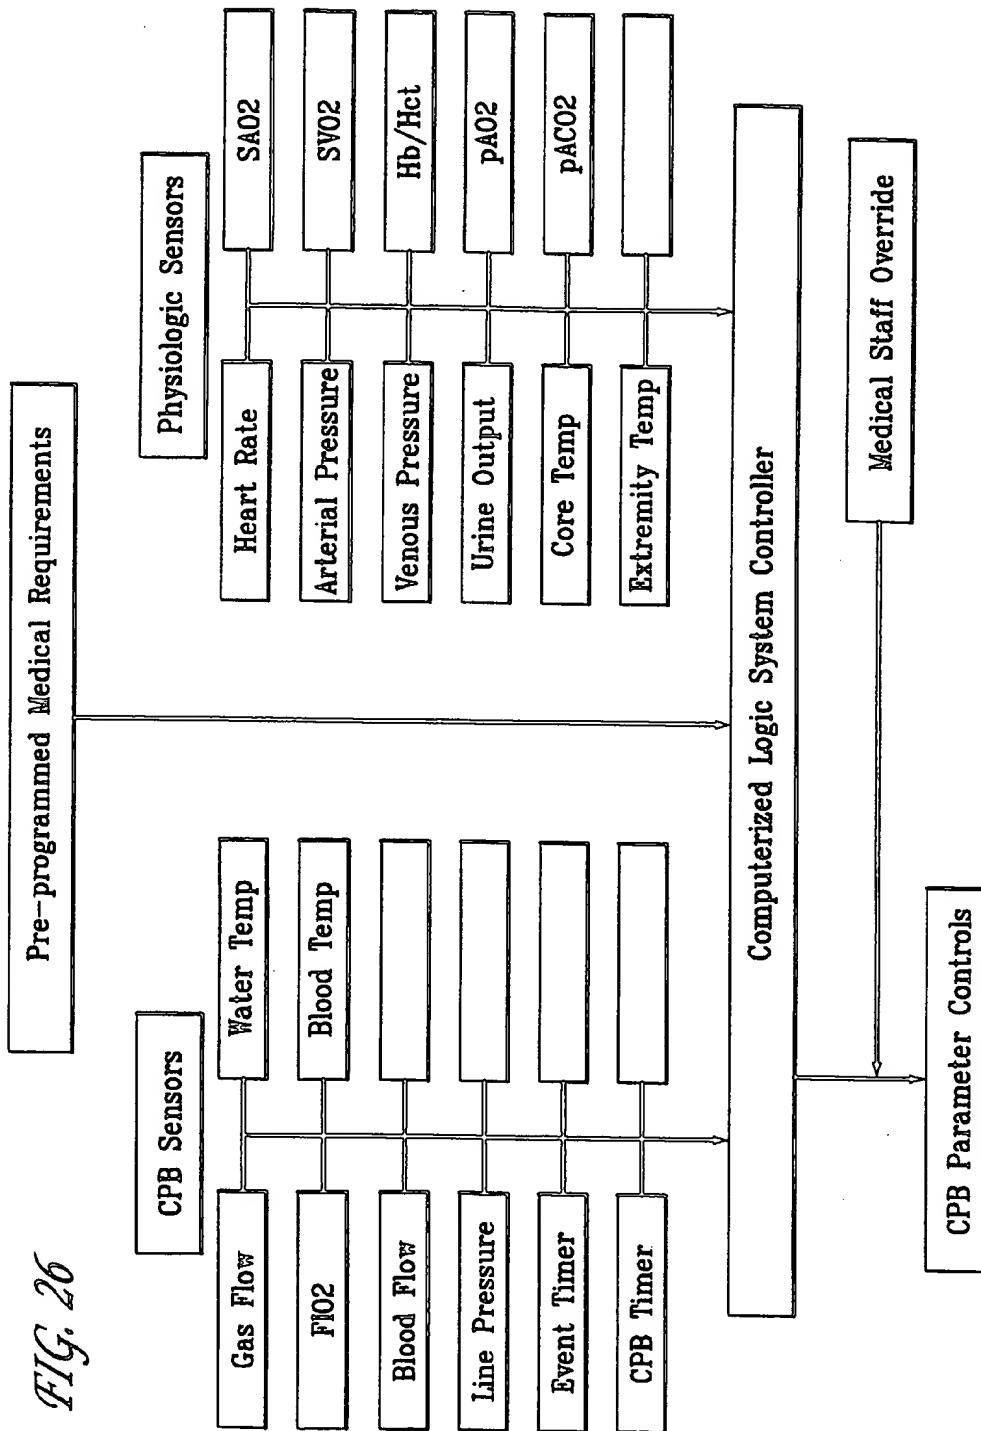 FIG. 26
Pre-programmed Medical Requirements
CPB Sensors
Gas Flow
Water Temp
FIO2
Blood Temp
Blood Flow
Line Pressure
Event Timer
CPB Timer
Physiologic Sensors
Heart Rate
SAO2
Arterial Pressure
SVO2
Venous Pressure
Hb/Hct
Urine Output
pAO2
Core Temp
pACO2
Extremity Temp
Computerized Logic System Controller
Medical Staff Override
CPB Parameter Controls